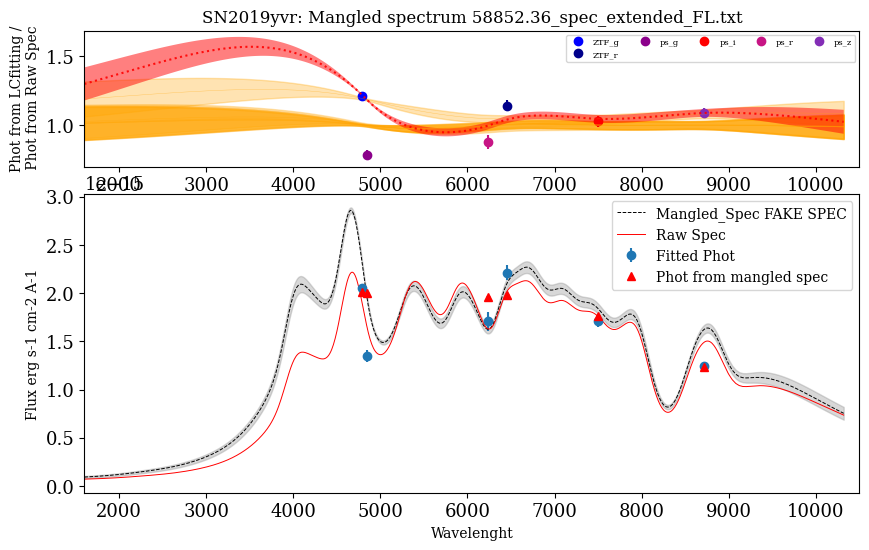 SN2019yvr: Mangled spectrum 58852.36_spec_extended_FL.txt
Phot from LCfitting /
Phot from Raw Spec
1.5
1.0
ZTF_g ps_g ps_i ps_r ps_z
ZTF_r
2000 3000 4000 5000 6000 7000 8000 9000 10000
1e−15
Flux erg s-1 cm-2 A-1
3.0
2.5
2.0
1.5
1.0
0.5
0.0
Mangled_Spec FAKE SPEC
Raw Spec
Fitted Phot
Phot from mangled spec
2000 3000 4000 5000 6000 7000 8000 9000 10000
Wavelenght